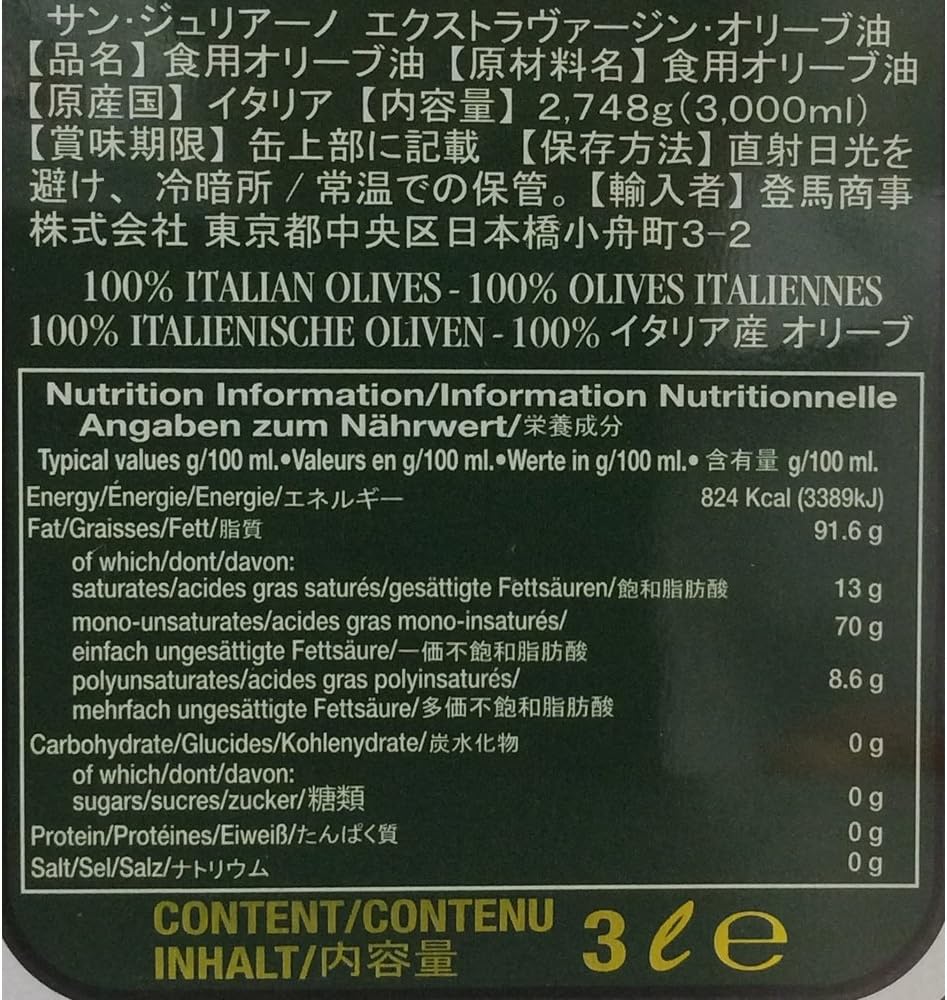 サン・ジュリアーノ エクストラヴァージン・オリーブ油
【品名】食用オリーブ油【原材料名】食用オリーブ油
【原産国】イタリア【内容量】2,748g(3,000ml)
【賞味期限】缶上部に記載 【保存方法】直射日光を
避け、冷暗所/常温での保管。【輸入者】登馬商事
株式会社 東京都中央区日本橋小舟町3-2
100% ITALIAN OLIVES - 100% OLIVES ITALIENNES
100% ITALIENISCHE OLIVEN - 100% イタリア産 オリーブ
Nutrition Information/Information Nutritionnelle
Angaben zum Nährwert/栄養成分
Typical values g/100 ml.•Valeurs en g/100 ml.•Werte in g/100 ml.• 含有量 g/100 ml.
Energy/Énergie/Energie/エネルギー 824 Kcal (3389kJ)
Fat/Graisses/Fett/脂質 91.6 g
of which/dont/davon:
saturates/acides gras saturés/gesättigte Fettsäuren/飽和脂肪酸 13 g
mono-unsaturates/acides gras mono-insaturés/ 70 g
einfach ungesättigte Fettsäure/一価不飽和脂肪酸
polyunsaturates/acides gras polyinsaturés/ 8.6 g
mehrfach ungesättigte Fettsäure/多価不飽和脂肪酸
Carbohydrate/Glucides/Kohlenydrate/炭水化物 0 g
of which/dont/davon:
sugars/sucres/zucker/糖類 0 g
Protein/Protéines/Eiweiß/たんぱく質 0 g
Salt/Sel/Salz/ナトリウム 0 g
CONTENT/CONTENU
INHALT/内容量 3 ℓ ℮